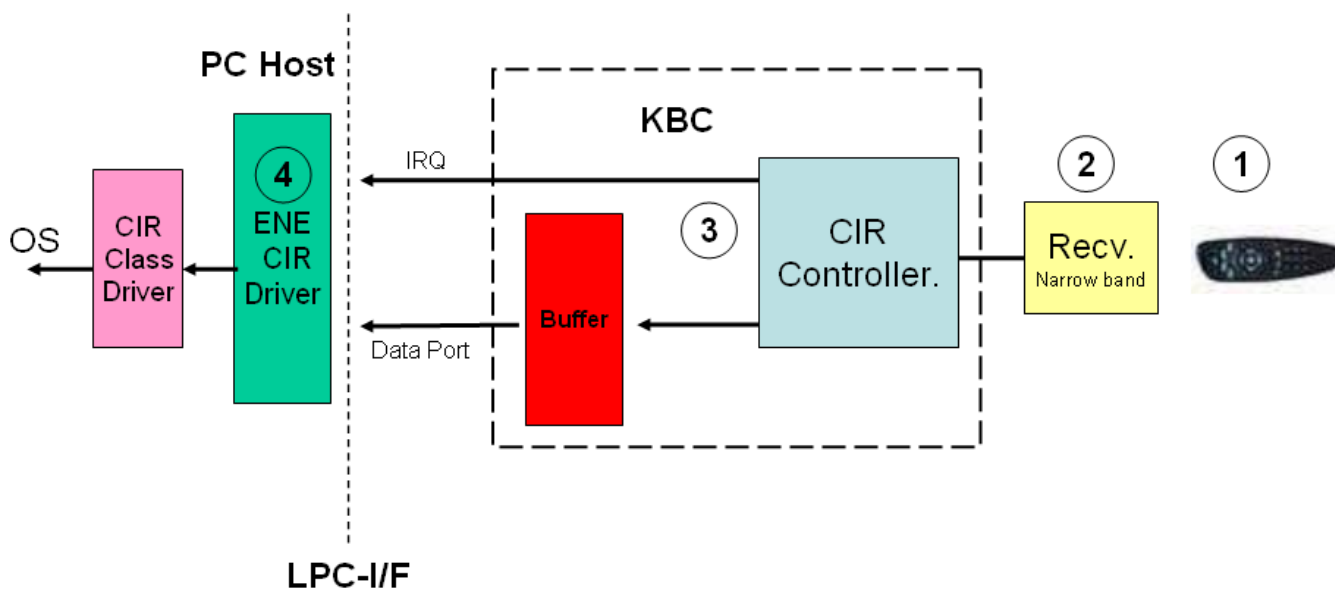 PC Host
KBC
1
2
3
4
IRQ
ENE
CIR
Driver
CIR
Class
Driver
OS
Buffer
Data Port
CIR
Controller.
Recv.
Narrow band
LPC-I/F